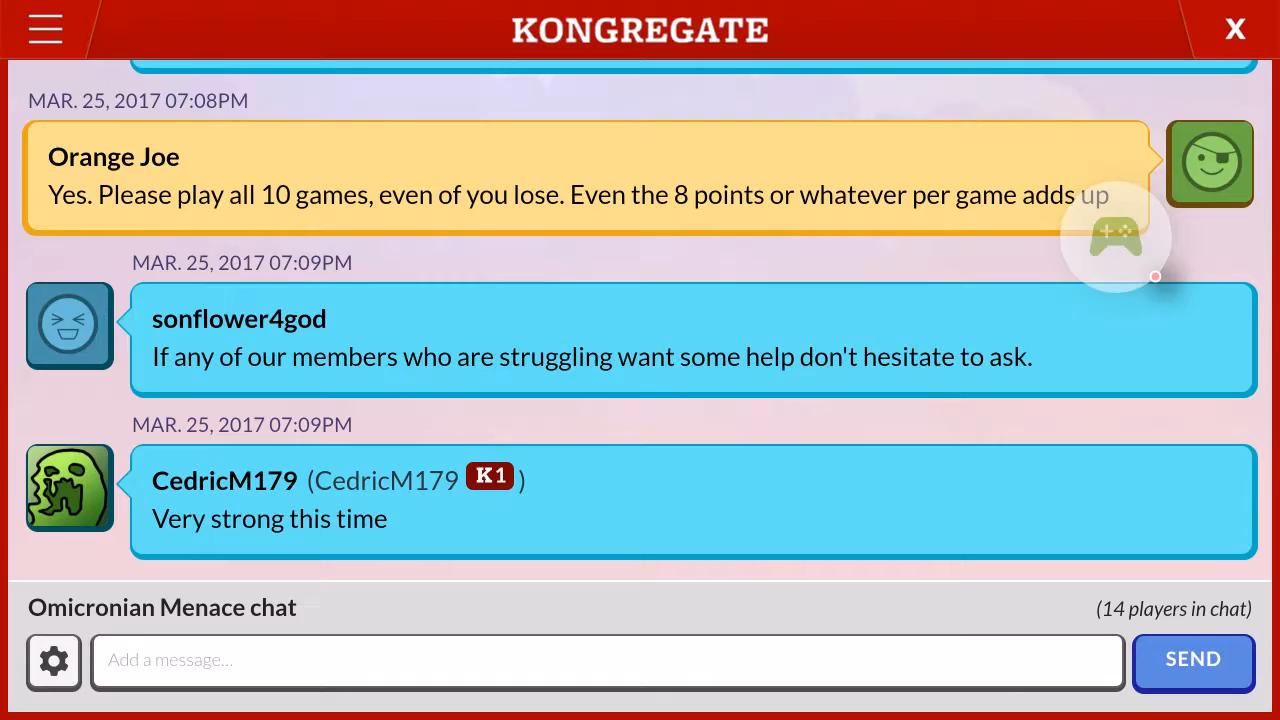 KONGREGATE
X
MAR. 25, 2017 07:08PM
Orange Joe
Yes. Please play all 10 games, even of you lose. Even the 8 points or whatever per game adds up
MAR. 25, 2017 07:09PM
sonflower4god
If any of our members who are struggling want some help don't hesitate to ask.
MAR. 25, 2017 07:09PM
CedricM179 (CedricM179 K1 )
Very strong this time
Omicronian Menace chat
(14 players in chat)
Add a message...
SEND